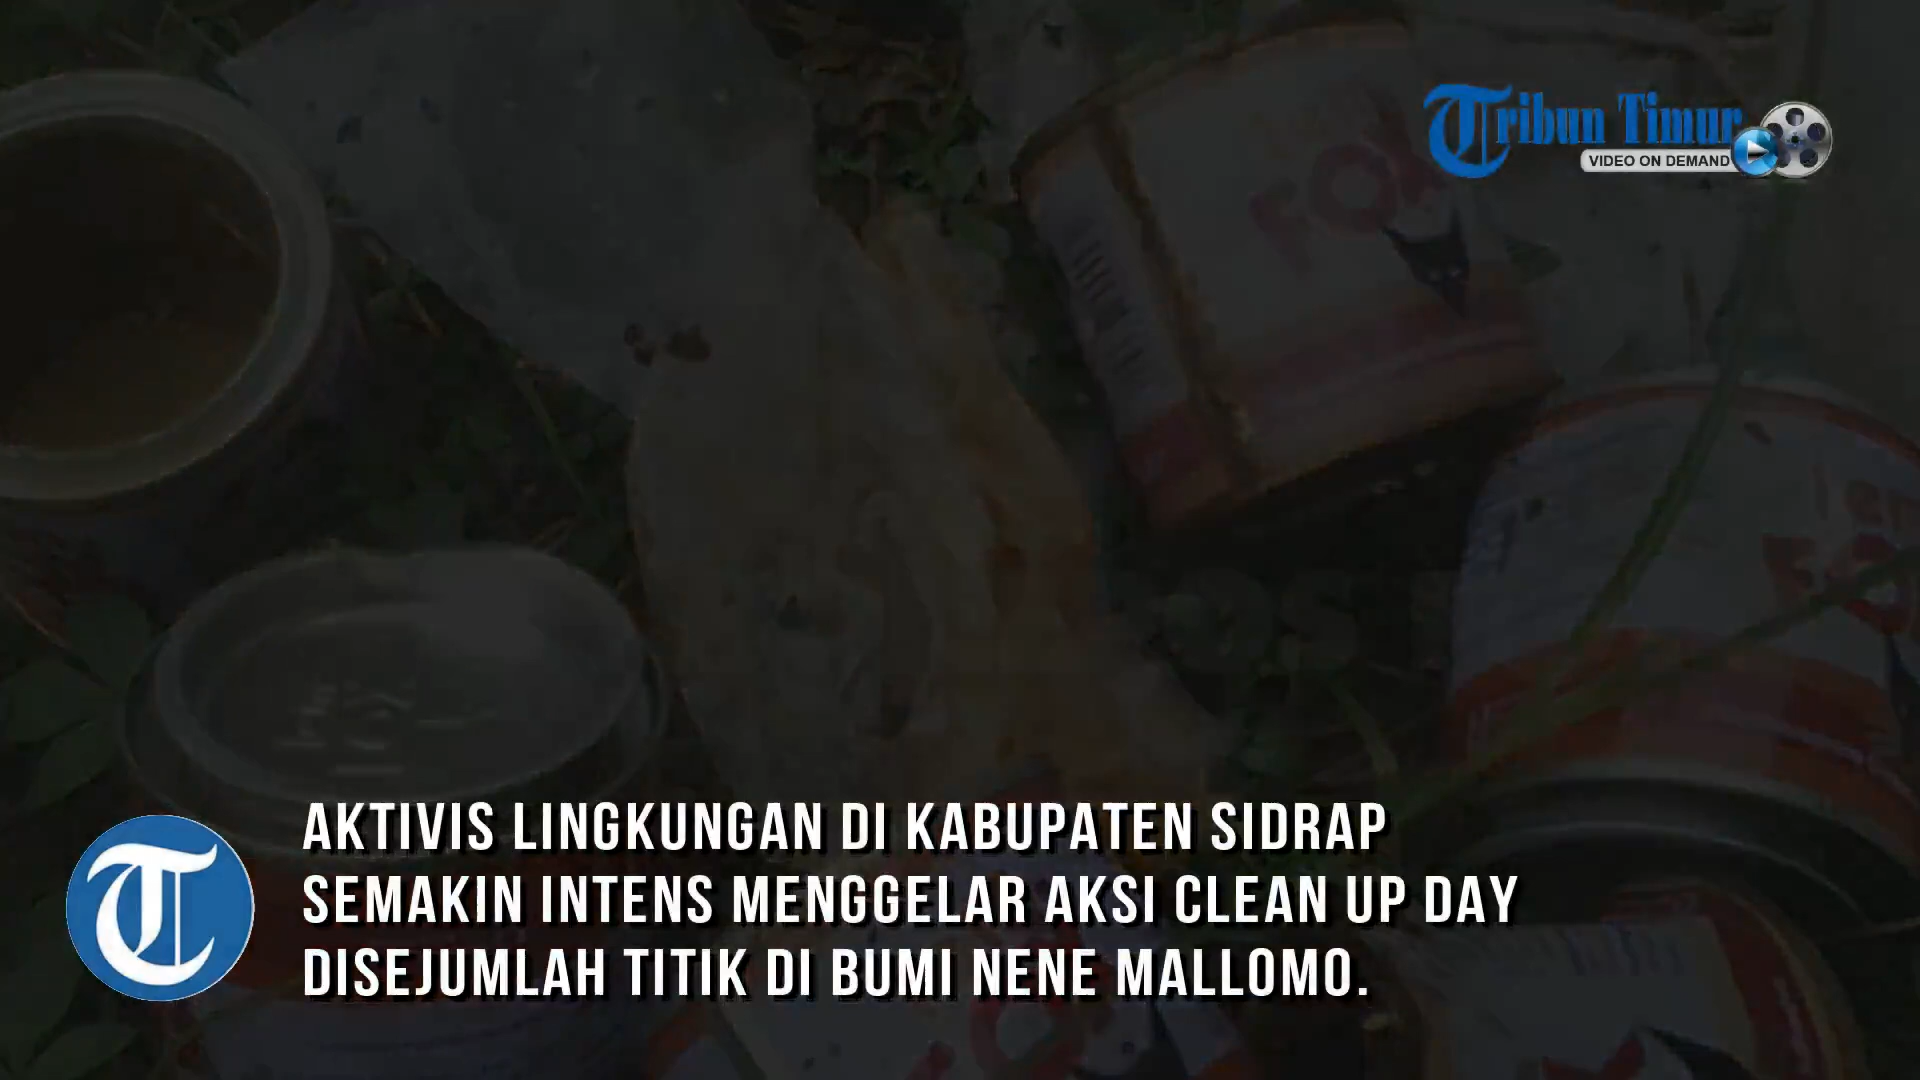 Tribun Timur
VIDEO ON DEMAND
FOX
AKTIVIS LINGKUNGAN DI KABUPATEN SIDRAP
SEMAKIN INTENS MENGGELAR AKSI CLEAN UP DAY
DISEJUMLAH TITIK DI BUMI NENE MALLOMO.